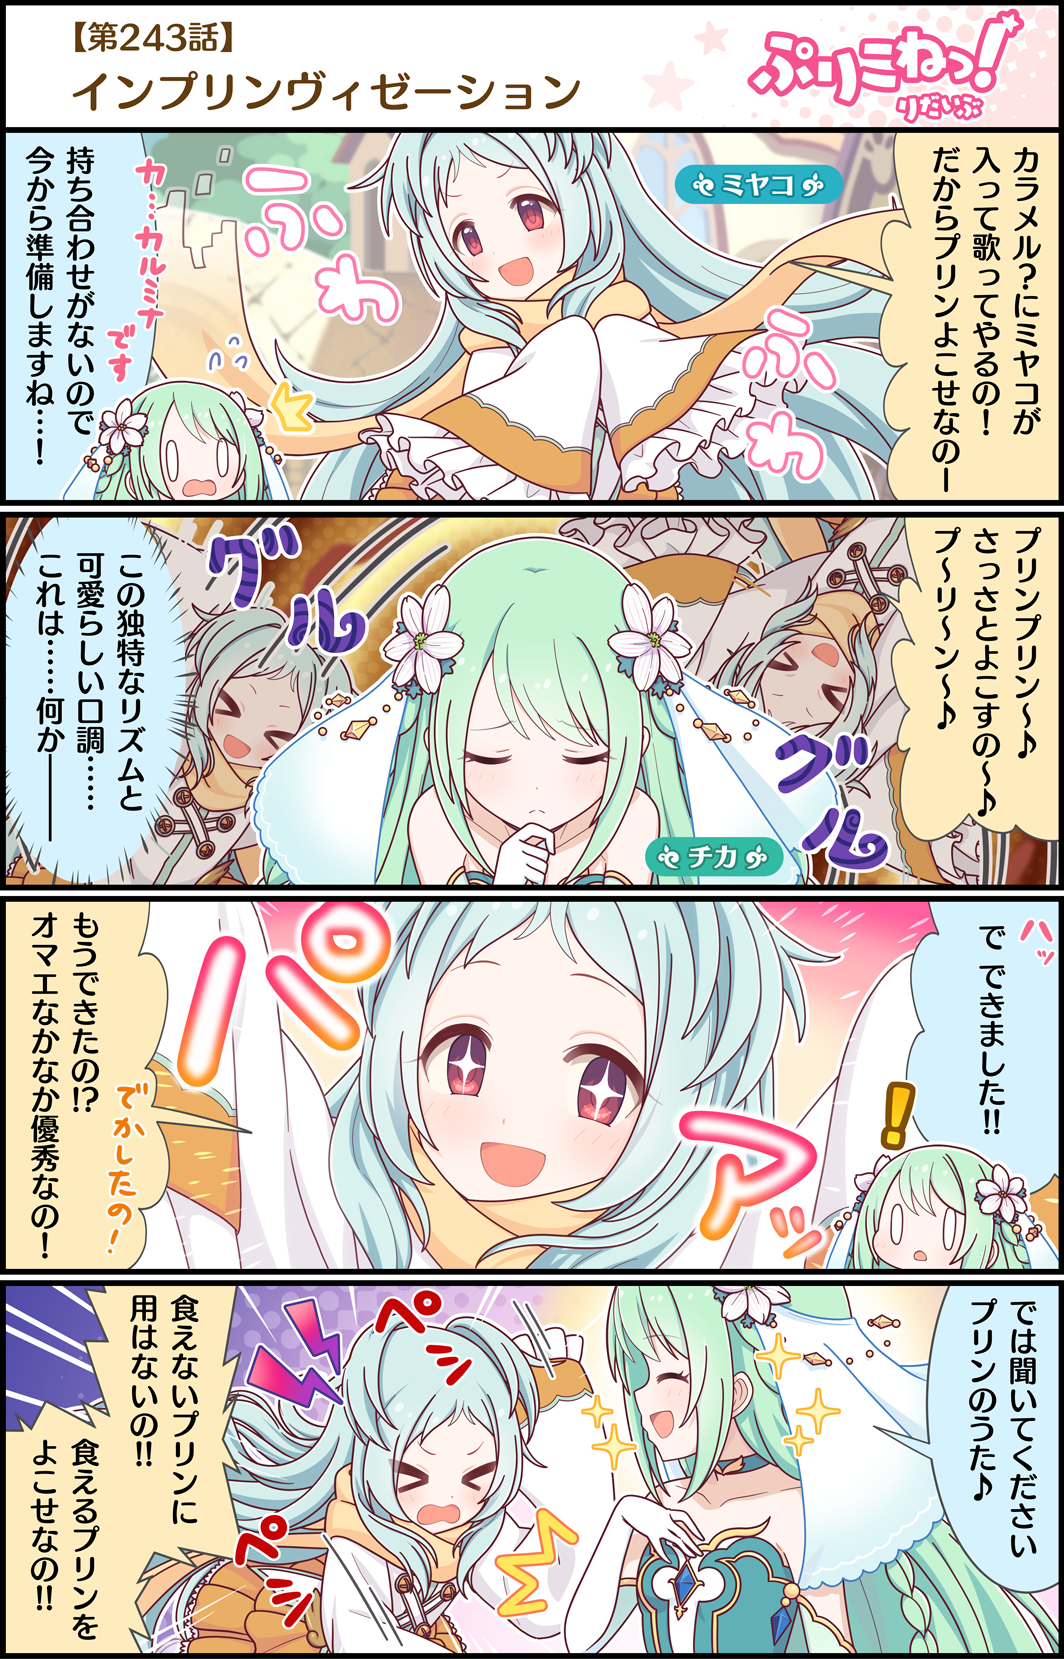 【第243話】
インプリンヴィゼーション
ぷりこねっ!
りだいぶ
カラメル?にミヤコが
入って歌ってやるの!
だからプリンよこせなのー
ミヤコ
ふわ
ふわ
持ち合わせがないので
今から準備しますね…!
カ…カルミナ
です
プリンプリン〜♪
さっさとよこすの〜♪
プ〜リ〜ン〜♪
グル
グル
チカ
この独特なリズムと
可愛らしい口調……
これは……何か――
ハッ
で できました!!
!
パアァッ
もうできたの!?
オマエなかなか優秀なの!
でかしたの!
では聞いてください
プリンのうた♪
ペシ
ペシ
食えないプリンに
用はないの!!
食えるプリンを
よこせなの!!